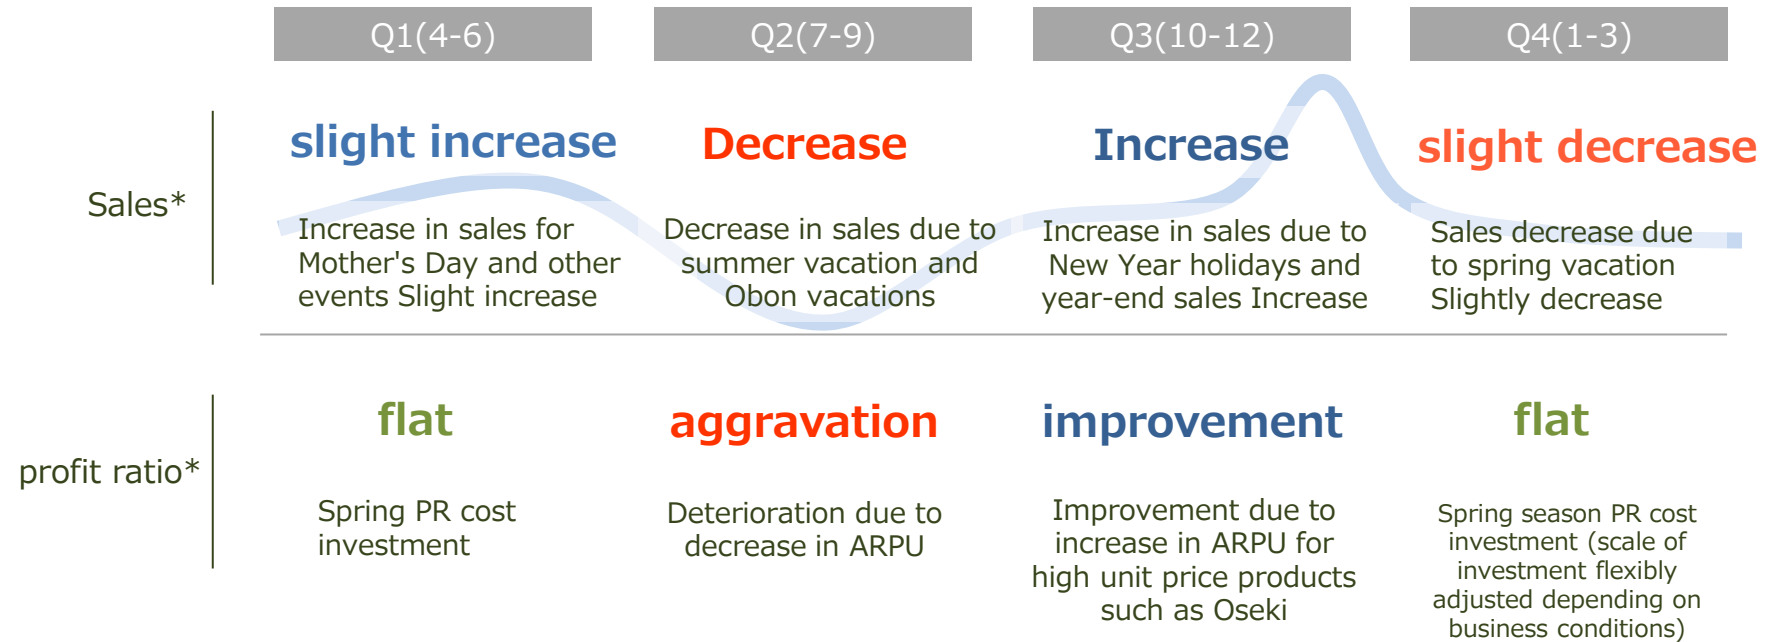 Q1(4-6)
Q2(7-9)
Q3(10-12)
Q4(1-3)
Sales*
slight increase
Increase in sales for
Mother's Day and other
events Slight increase
Decrease
Decrease in sales due to
summer vacation and
Obon vacations
Increase
Increase in sales due to
New Year holidays and
year-end sales Increase
slight decrease
Sales decrease due
to spring vacation
Slightly decrease
profit ratio*
flat
Spring PR cost
investment
aggravation
Deterioration due to
decrease in ARPU
improvement
Improvement due to
increase in ARPU for
high unit price products
such as Oseki
flat
Spring season PR cost
investment (scale of
investment flexibly
adjusted depending on
business conditions)